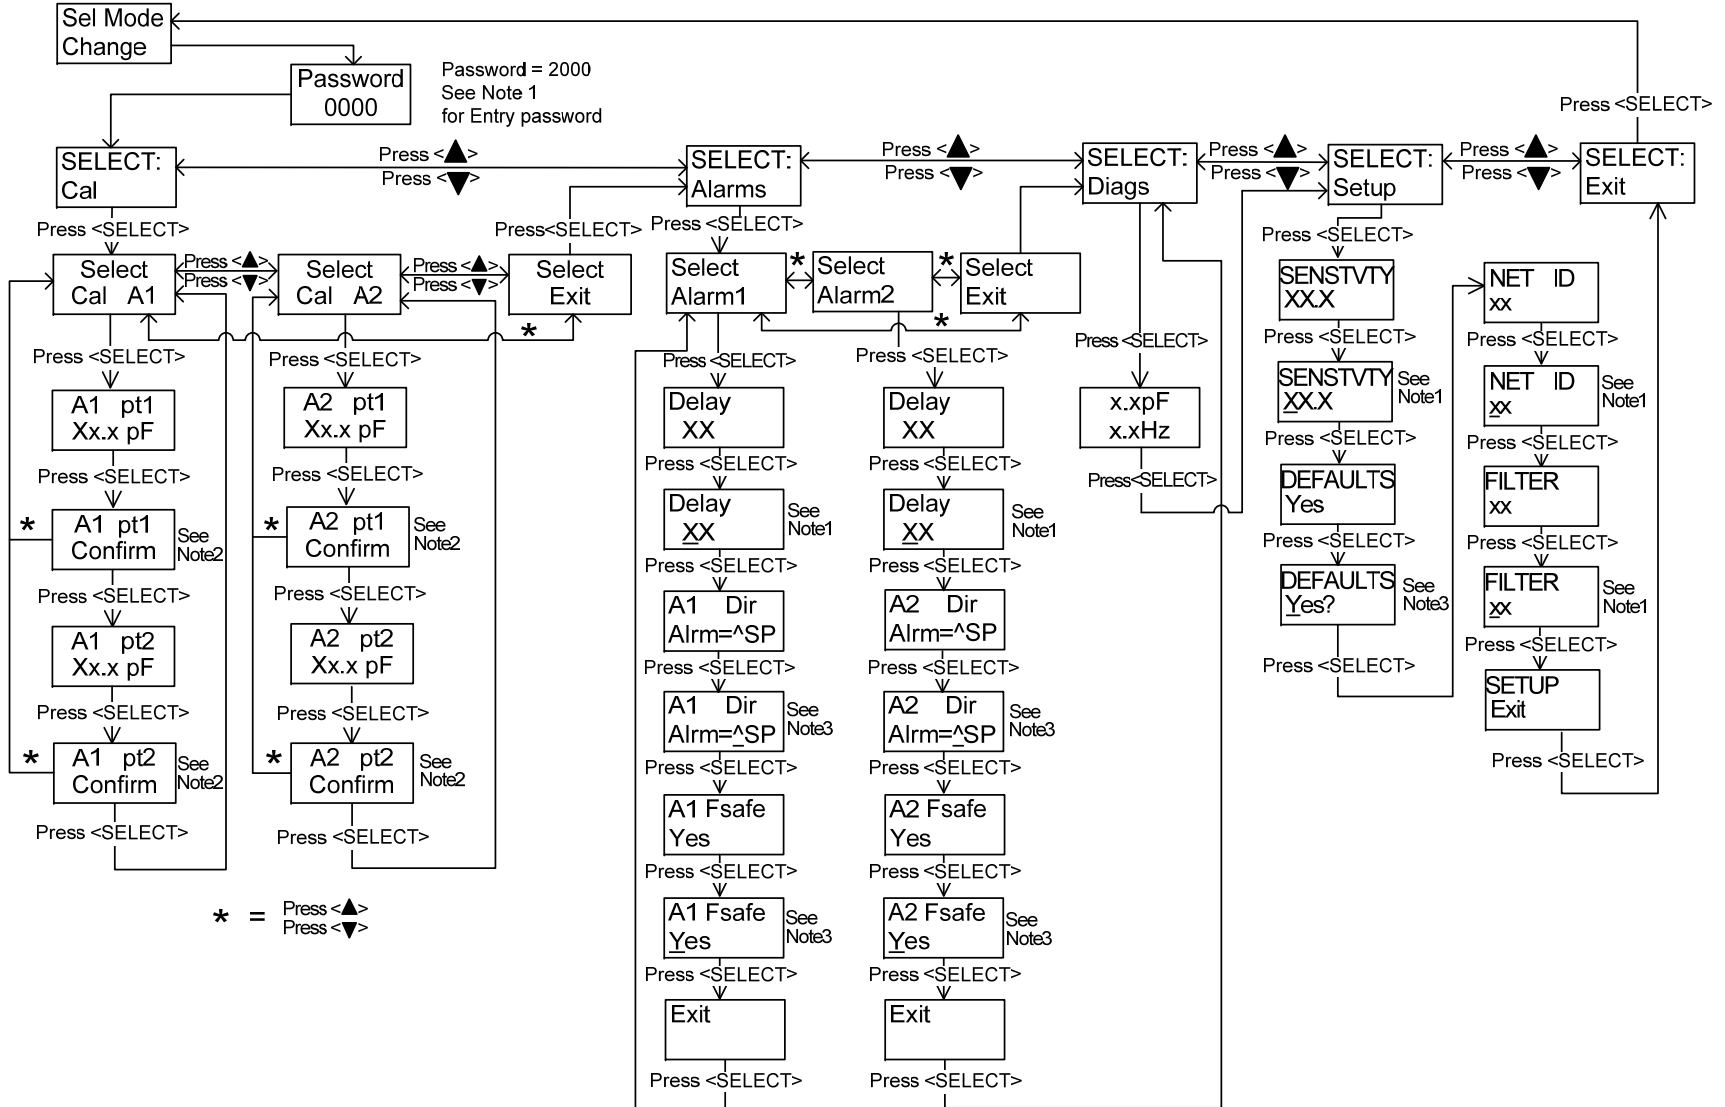 Sel Mode
Change
Password
0000
Password = 2000
See Note 1
for Entry password
Press <SELECT>
SELECT:
Cal
Press <▲>
Press <▼>
SELECT:
Alarms
Press <▲>
Press <▼>
SELECT:
Diags
Press <▲>
Press <▼>
SELECT:
Setup
Press <▲>
Press <▼>
SELECT:
Exit
Press <SELECT>
Select
Cal A1
Press <▲>
Press <▼>
Select
Cal A2
Press <▲>
Press <▼>
Press<SELECT>
Select
Exit
*
Press <SELECT>
A1 pt1
Xx.x pF
Press <SELECT>
*
A1 pt1
Confirm
See
Note2
Press <SELECT>
A1 pt2
Xx.x pF
Press <SELECT>
*
A1 pt2
Confirm
See
Note2
Press <SELECT>
Press <SELECT>
A2 pt1
Xx.x pF
Press <SELECT>
*
A2 pt1
Confirm
See
Note2
Press <SELECT>
A2 pt2
Xx.x pF
Press <SELECT>
*
A2 pt2
Confirm
See
Note2
Press <SELECT>
* = Press <▲>
Press <▼>
Press <SELECT>
Select
Alarm1
*
Select
Alarm2
*
Select
Exit
*
Press <SELECT>
Delay
XX
Press <SELECT>
Delay
XX
See
Note1
Press <SELECT>
A1 Dir
Alrm=^SP
Press <SELECT>
A1 Dir
Alrm=^SP
See
Note3
Press <SELECT>
A1 Fsafe
Yes
Press <SELECT>
A1 Fsafe
Yes
See
Note3
Press <SELECT>
Exit
Press <SELECT>
Press <SELECT>
Delay
XX
Press <SELECT>
Delay
XX
See
Note1
Press <SELECT>
A2 Dir
Alrm=^SP
Press <SELECT>
A2 Dir
Alrm=^SP
See
Note3
Press <SELECT>
A2 Fsafe
Yes
Press <SELECT>
A2 Fsafe
Yes
See
Note3
Press <SELECT>
Exit
Press <SELECT>
Press <SELECT>
x.xpF
x.xHz
Press<SELECT>
Press <SELECT>
SENSTVTY
XX.X
Press <SELECT>
SENSTVTY
XX.X
See
Note1
Press <SELECT>
DEFAULTS
Yes
Press <SELECT>
DEFAULTS
Yes?
See
Note3
Press <SELECT>
NET ID
xx
Press <SELECT>
NET ID
xx
See
Note1
Press <SELECT>
FILTER
xx
Press <SELECT>
FILTER
xx
See
Note1
Press <SELECT>
SETUP
Exit
Press <SELECT>